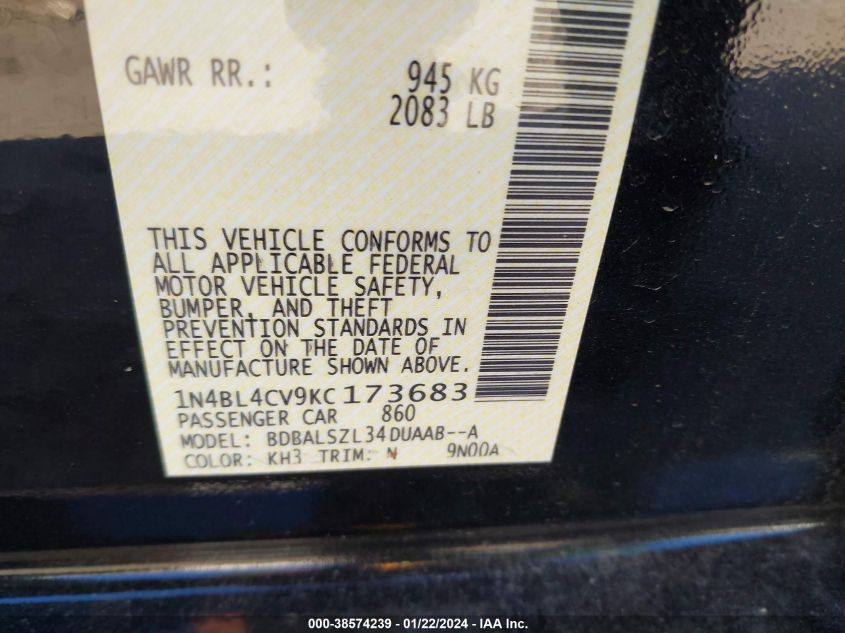 GAWR RR.: 945 KG
2083 LB
THIS VEHICLE CONFORMS TO
ALL APPLICABLE FEDERAL
MOTOR VEHICLE SAFETY,
BUMPER, AND THEFT
PREVENTION STANDARDS IN
EFFECT ON THE DATE OF
MANUFACTURE SHOWN ABOVE.
1N4BL4CV9KC173683
PASSENGER CAR 860
MODEL: BDBALSZL34DUAAB--A
COLOR: KH3 TRIM: N 9N00A
000-38574239 - 01/22/2024 - IAA Inc.